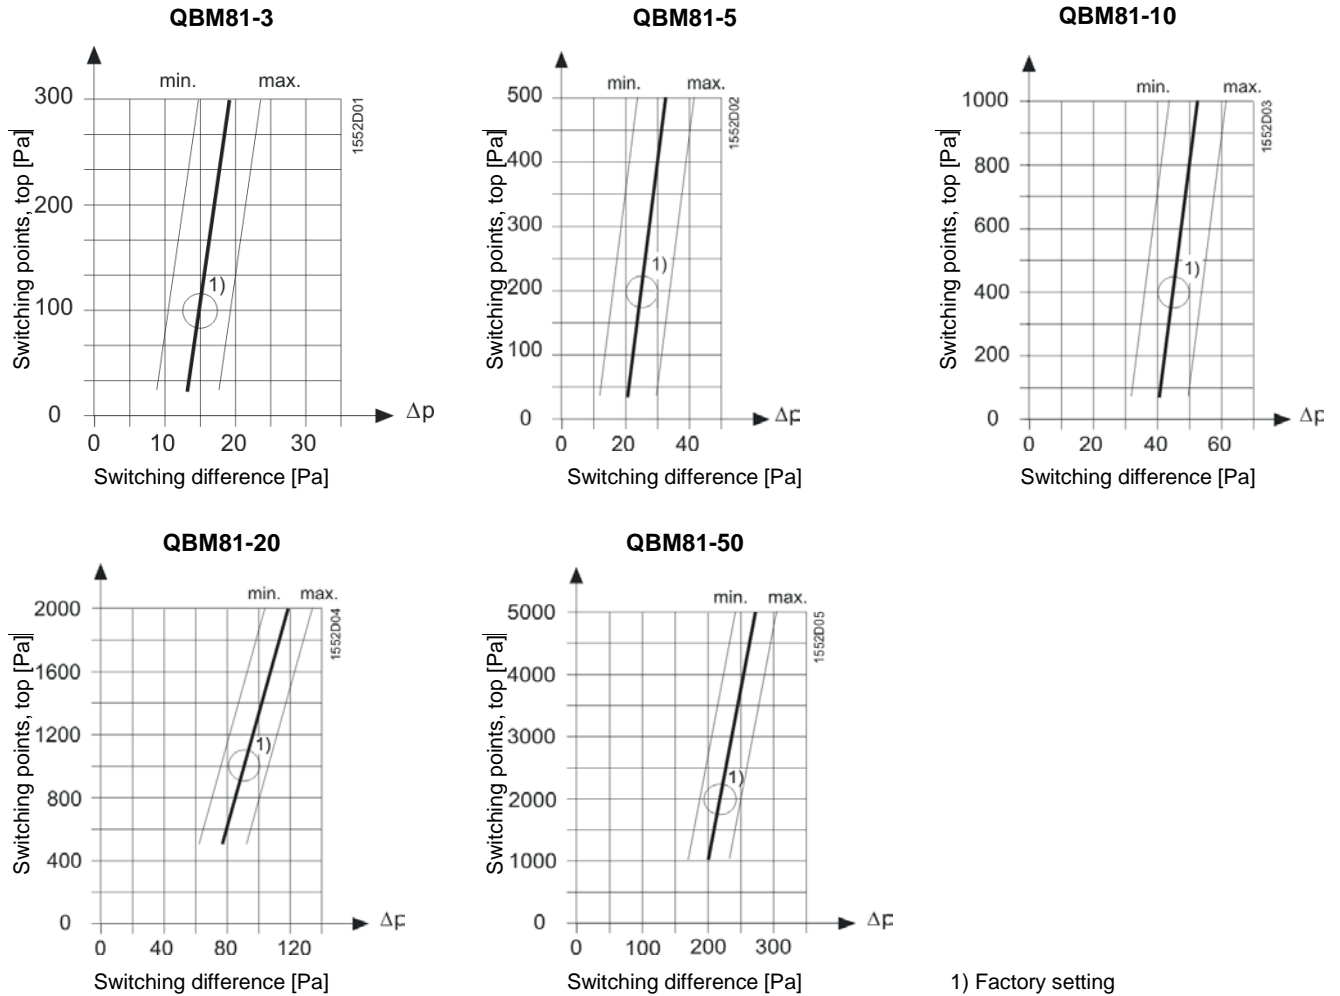 QBM81-3
min. max.
300
200
100
0
0 10 20 30
Δp
1)
1552D01
Switching points, top [Pa]
Switching difference [Pa]
QBM81-5
min. max.
500
400
300
200
100
0
0 20 40
Δp
1)
1552D02
Switching points, top [Pa]
Switching difference [Pa]
QBM81-10
min. max.
1000
800
600
400
200
0
0 20 40 60
Δp
1)
1552D03
Switching points, top [Pa]
Switching difference [Pa]
QBM81-20
min. max.
2000
1600
1200
800
400
0
0 40 80 120
Δp
1)
1552D04
Switching points, top [Pa]
Switching difference [Pa]
QBM81-50
min. max.
5000
4000
3000
2000
1000
0
0 100 200 300
Δp
1)
1552D05
Switching points, top [Pa]
Switching difference [Pa]
1) Factory setting